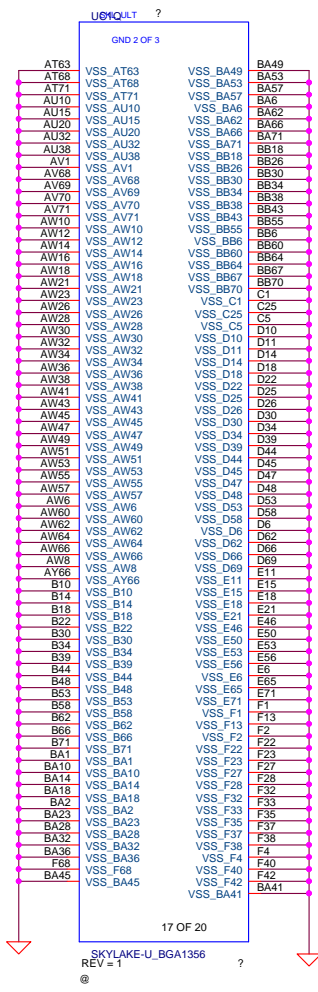 U61Q ?
GND 2 OF 3
AT63 VSS_AT63 VSS_BA49 BA49
AT68 VSS_AT68 VSS_BA53 BA53
AT71 VSS_AT71 VSS_BA57 BA57
AU10 VSS_AU10 VSS_BA6 BA6
AU15 VSS_AU15 VSS_BA62 BA62
AU20 VSS_AU20 VSS_BA66 BA66
AU32 VSS_AU32 VSS_BA71 BA71
AU38 VSS_AU38 VSS_BB18 BB18
AV1 VSS_AV1 VSS_BB26 BB26
AV68 VSS_AV68 VSS_BB30 BB30
AV69 VSS_AV69 VSS_BB34 BB34
AV70 VSS_AV70 VSS_BB38 BB38
AV71 VSS_AV71 VSS_BB43 BB43
AW10 VSS_AW10 VSS_BB55 BB55
AW12 VSS_AW12 VSS_BB6 BB6
AW14 VSS_AW14 VSS_BB60 BB60
AW16 VSS_AW16 VSS_BB64 BB64
AW18 VSS_AW18 VSS_BB67 BB67
AW21 VSS_AW21 VSS_BB70 BB70
AW23 VSS_AW23 VSS_C1 C1
AW26 VSS_AW26 VSS_C25 C25
AW28 VSS_AW28 VSS_C5 C5
AW30 VSS_AW30 VSS_D10 D10
AW32 VSS_AW32 VSS_D11 D11
AW34 VSS_AW34 VSS_D14 D14
AW36 VSS_AW36 VSS_D18 D18
AW38 VSS_AW38 VSS_D22 D22
AW41 VSS_AW41 VSS_D25 D25
AW43 VSS_AW43 VSS_D26 D26
AW45 VSS_AW45 VSS_D30 D30
AW47 VSS_AW47 VSS_D34 D34
AW49 VSS_AW49 VSS_D39 D39
AW51 VSS_AW51 VSS_D44 D44
AW53 VSS_AW53 VSS_D45 D45
AW55 VSS_AW55 VSS_D47 D47
AW57 VSS_AW57 VSS_D48 D48
AW6 VSS_AW6 VSS_D53 D53
AW60 VSS_AW60 VSS_D58 D58
AW62 VSS_AW62 VSS_D6 D6
AW64 VSS_AW64 VSS_D62 D62
AW66 VSS_AW66 VSS_D66 D66
AW8 VSS_AW8 VSS_D69 D69
AY66 VSS_AY66 VSS_E11 E11
B10 VSS_B10 VSS_E15 E15
B14 VSS_B14 VSS_E18 E18
B18 VSS_B18 VSS_E21 E21
B22 VSS_B22 VSS_E46 E46
B30 VSS_B30 VSS_E50 E50
B34 VSS_B34 VSS_E53 E53
B39 VSS_B39 VSS_E56 E56
B44 VSS_B44 VSS_E6 E6
B48 VSS_B48 VSS_E65 E65
B53 VSS_B53 VSS_E71 E71
B58 VSS_B58 VSS_F1 F1
B62 VSS_B62 VSS_F13 F13
B66 VSS_B66 VSS_F2 F2
B71 VSS_B71 VSS_F22 F22
BA1 VSS_BA1 VSS_F23 F23
BA10 VSS_BA10 VSS_F27 F27
BA14 VSS_BA14 VSS_F28 F28
BA18 VSS_BA18 VSS_F32 F32
BA2 VSS_BA2 VSS_F33 F33
BA23 VSS_BA23 VSS_F35 F35
BA28 VSS_BA28 VSS_F37 F37
BA32 VSS_BA32 VSS_F38 F38
BA36 VSS_BA36 VSS_F4 F4
F68 VSS_F68 VSS_F40 F40
BA45 VSS_BA45 VSS_F42 F42
VSS_BA41 BA41
17 OF 20
SKYLAKE-U_BGA1356
REV = 1 ?
@